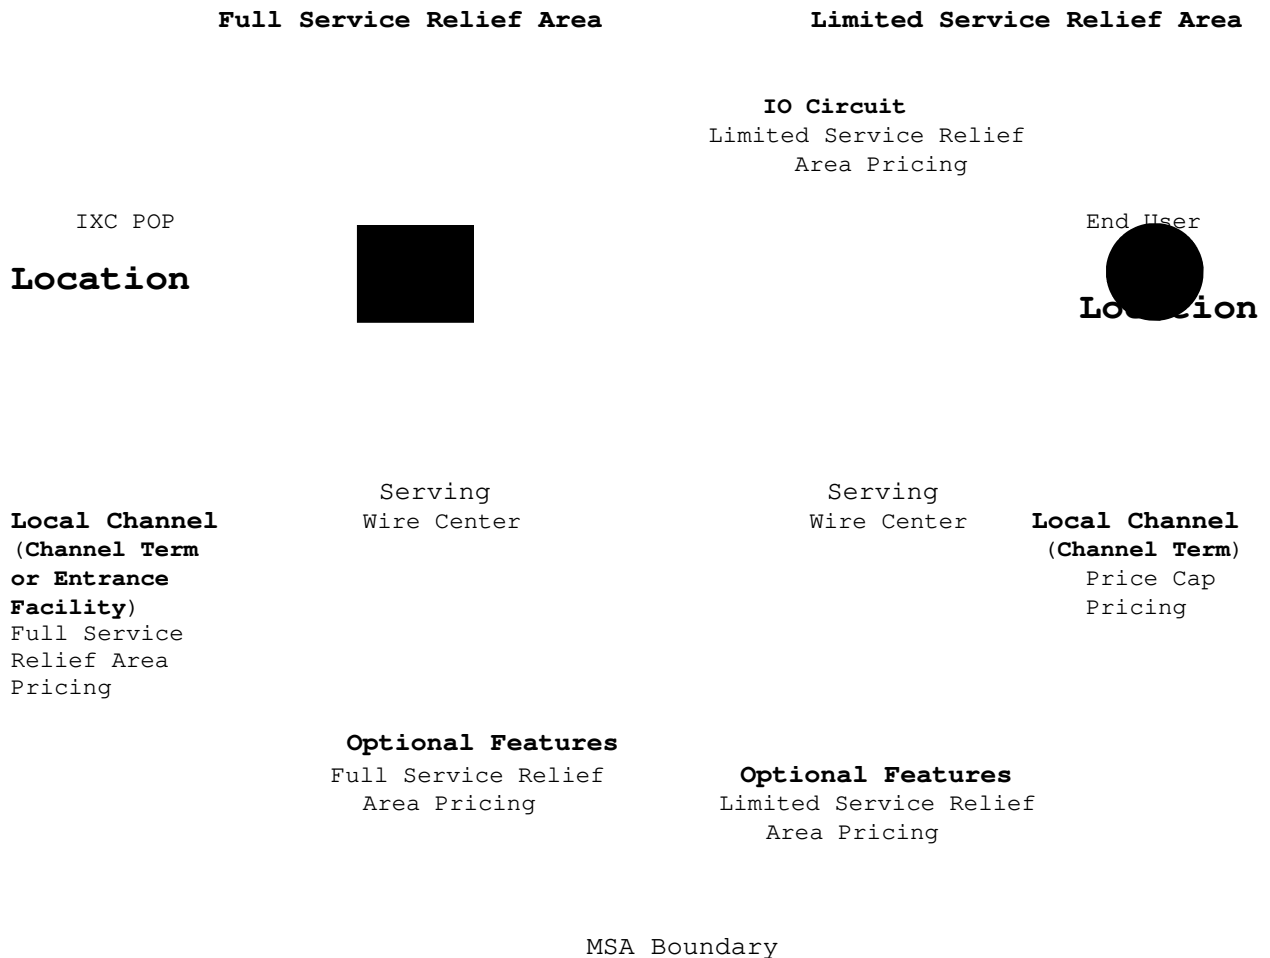 Full Service Relief Area
Limited Service Relief Area
IO Circuit
Limited Service Relief
Area Pricing
IXC POP
Location
End User
Serving
Wire Center
Serving
Wire Center
Local Channel
(Channel Term
or Entrance
Facility)
Full Service
Relief Area
Pricing
Local Channel
(Channel Term)
Price Cap
Pricing
Optional Features
Full Service Relief
Area Pricing
Optional Features
Limited Service Relief
Area Pricing
MSA Boundary